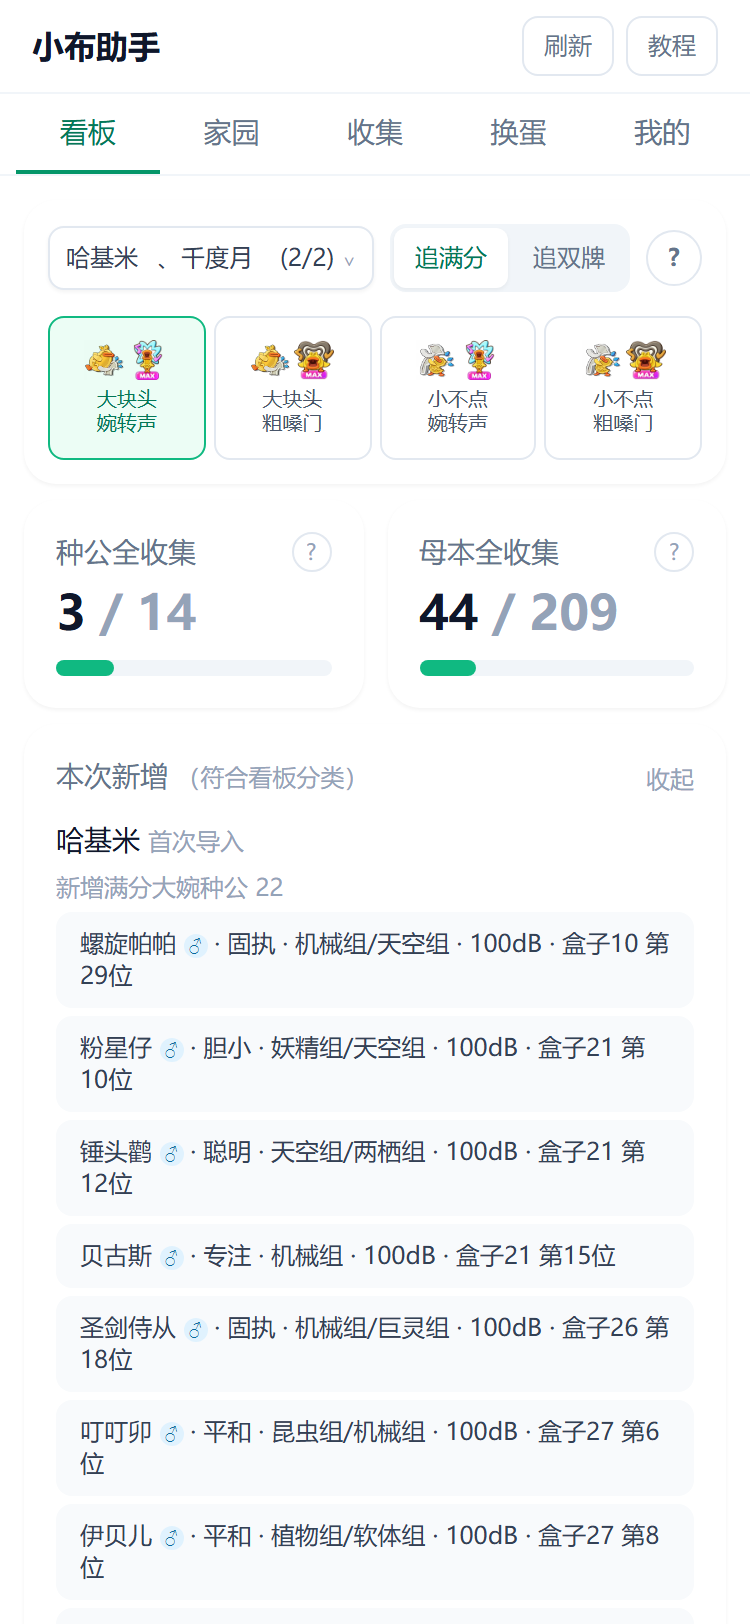 小布助手
刷新
教程
看板
家园
收集
换蛋
我的
哈基米 、千度月 (2/2)
追满分
追双牌
?
MAX
大块头
婉转声
MAX
大块头
粗嗓门
MAX
小不点
婉转声
MAX
小不点
粗嗓门
种公全收集
?
3 / 14
母本全收集
?
44 / 209
本次新增 （符合看板分类）
收起
哈基米 首次导入
新增满分大婉种公 22
螺旋帕帕 ♂ · 固执 · 机械组/天空组 · 100dB · 盒子10 第
29位
粉星仔 ♂ · 胆小 · 妖精组/天空组 · 100dB · 盒子21 第
10位
锤头鹳 ♂ · 聪明 · 天空组/两栖组 · 100dB · 盒子21 第
12位
贝古斯 ♂ · 专注 · 机械组 · 100dB · 盒子21 第15位
圣剑侍从 ♂ · 固执 · 机械组/巨灵组 · 100dB · 盒子26 第
18位
叮叮卯 ♂ · 平和 · 昆虫组/机械组 · 100dB · 盒子27 第6
位
伊贝儿 ♂ · 平和 · 植物组/软体组 · 100dB · 盒子27 第8
位